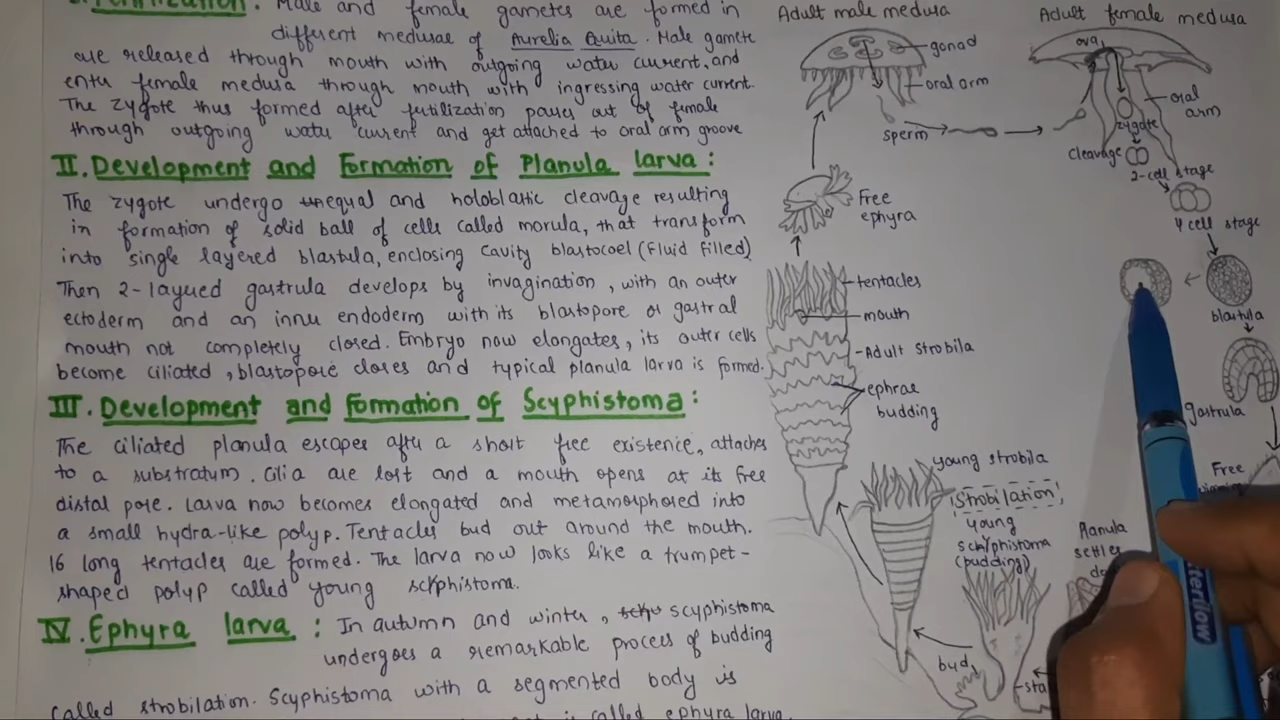 Fertilization : Male and female gametes are formed in
different medusae of Aurelia Aurita. Male gamete
are released through mouth with outgoing water current, and
enter female medusa through mouth with ingressing water current.
The zygote thus formed after fertilization passes out of female
through outgoing water current and get attached to oral arm groove
II. Development and Formation of Planula larva :
The zygote undergo unequal and holoblastic cleavage resulting
in formation of solid ball of cells called morula, that transform
into single layered blastula, enclosing cavity blastocoel (fluid filled)
Then 2-layered gastrula develops by invagination, with an outer
ectoderm and an inner endoderm with its blastopore or gastral
mouth not completely closed. Embryo now elongates, its outer cells
become ciliated, blastopore closes and typical planula larva is formed.
III. Development and Formation of Scyphistoma :
The ciliated planula escapes after a short free existence, attaches
to a substratum. Cilia are lost and a mouth opens at its free
distal pole. Larva now becomes elongated and metamorphosed into
a small hydra-like polyp. Tentacles bud out around the mouth.
16 long tentacles are formed. The larva now looks like a trumpet-
shaped polyp called young scyphistoma.
IV. Ephyra larva : In autumn and winter, scyphistoma
undergoes a remarkable process of budding
called strobilation. Scyphistoma with a segmented body is
is called ephyra larva.
Adult male medusa
gonad
oral arm
sperm
Adult female medusa
ova
oral
arm
zygote
cleavage
2-cell stage
4 cell stage
blastula
gastrula
Free
Planula
settles
Free
ephyra
tentacles
mouth
Adult strobila
ephrae
budding
young strobila
Strobilation
young
schyphistoma
(budding)
bud